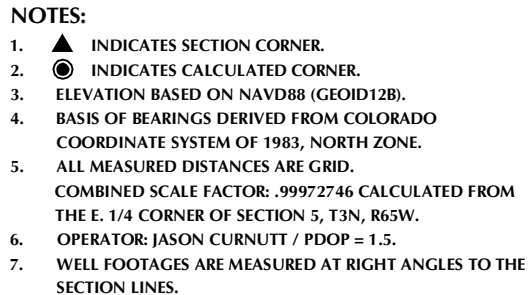 NOTES:
1. INDICATES SECTION CORNER.
2. INDICATES CALCULATED CORNER.
3. ELEVATION BASED ON NAVD88 (GEOID12B).
4. BASIS OF BEARINGS DERIVED FROM COLORADO
COORDINATE SYSTEM OF 1983, NORTH ZONE.
5. ALL MEASURED DISTANCES ARE GRID.
COMBINED SCALE FACTOR: .99972746 CALCULATED FROM
THE E. 1/4 CORNER OF SECTION 5, T3N, R65W.
6. OPERATOR: JASON CURNUTT / PDOP = 1.5.
7. WELL FOOTAGES ARE MEASURED AT RIGHT ANGLES TO THE
SECTION LINES.